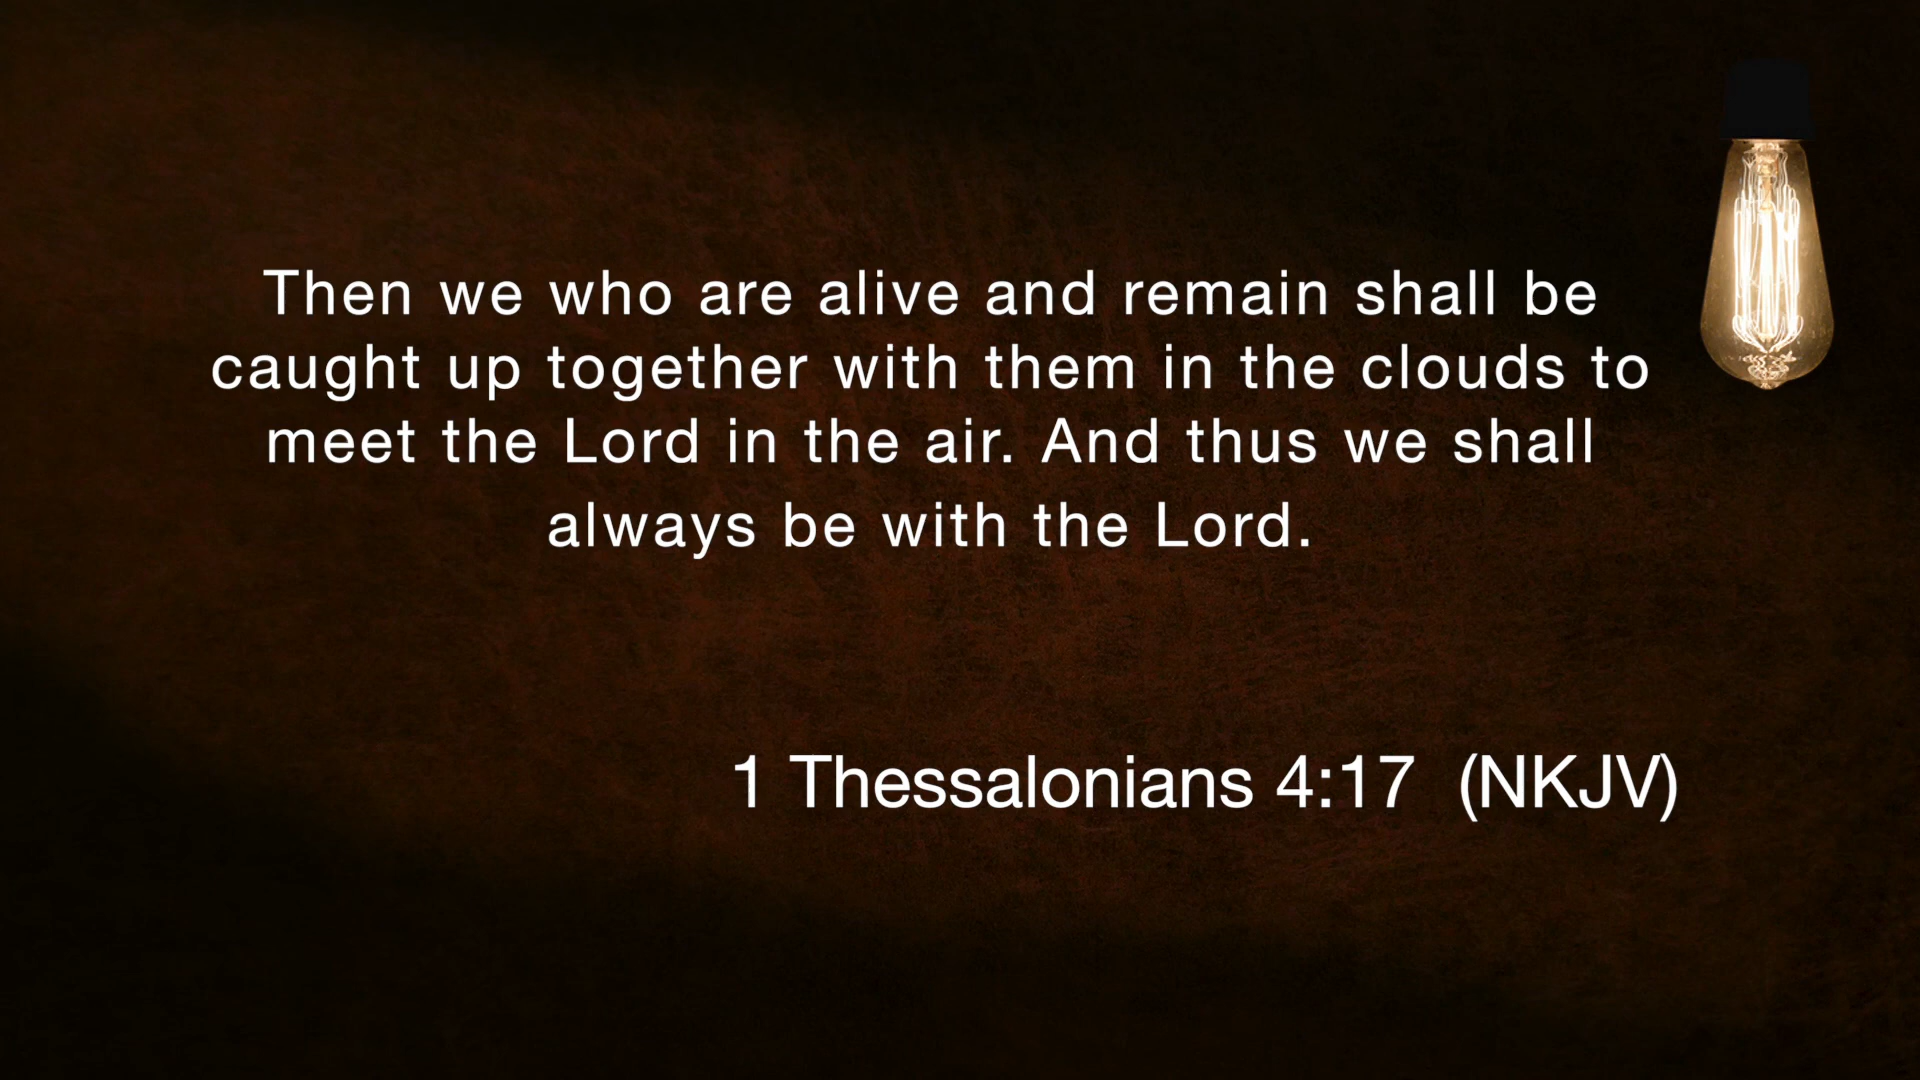 Then we who are alive and remain shall be
caught up together with them in the clouds to
meet the Lord in the air. And thus we shall
always be with the Lord.
1 Thessalonians 4:17  (NKJV)